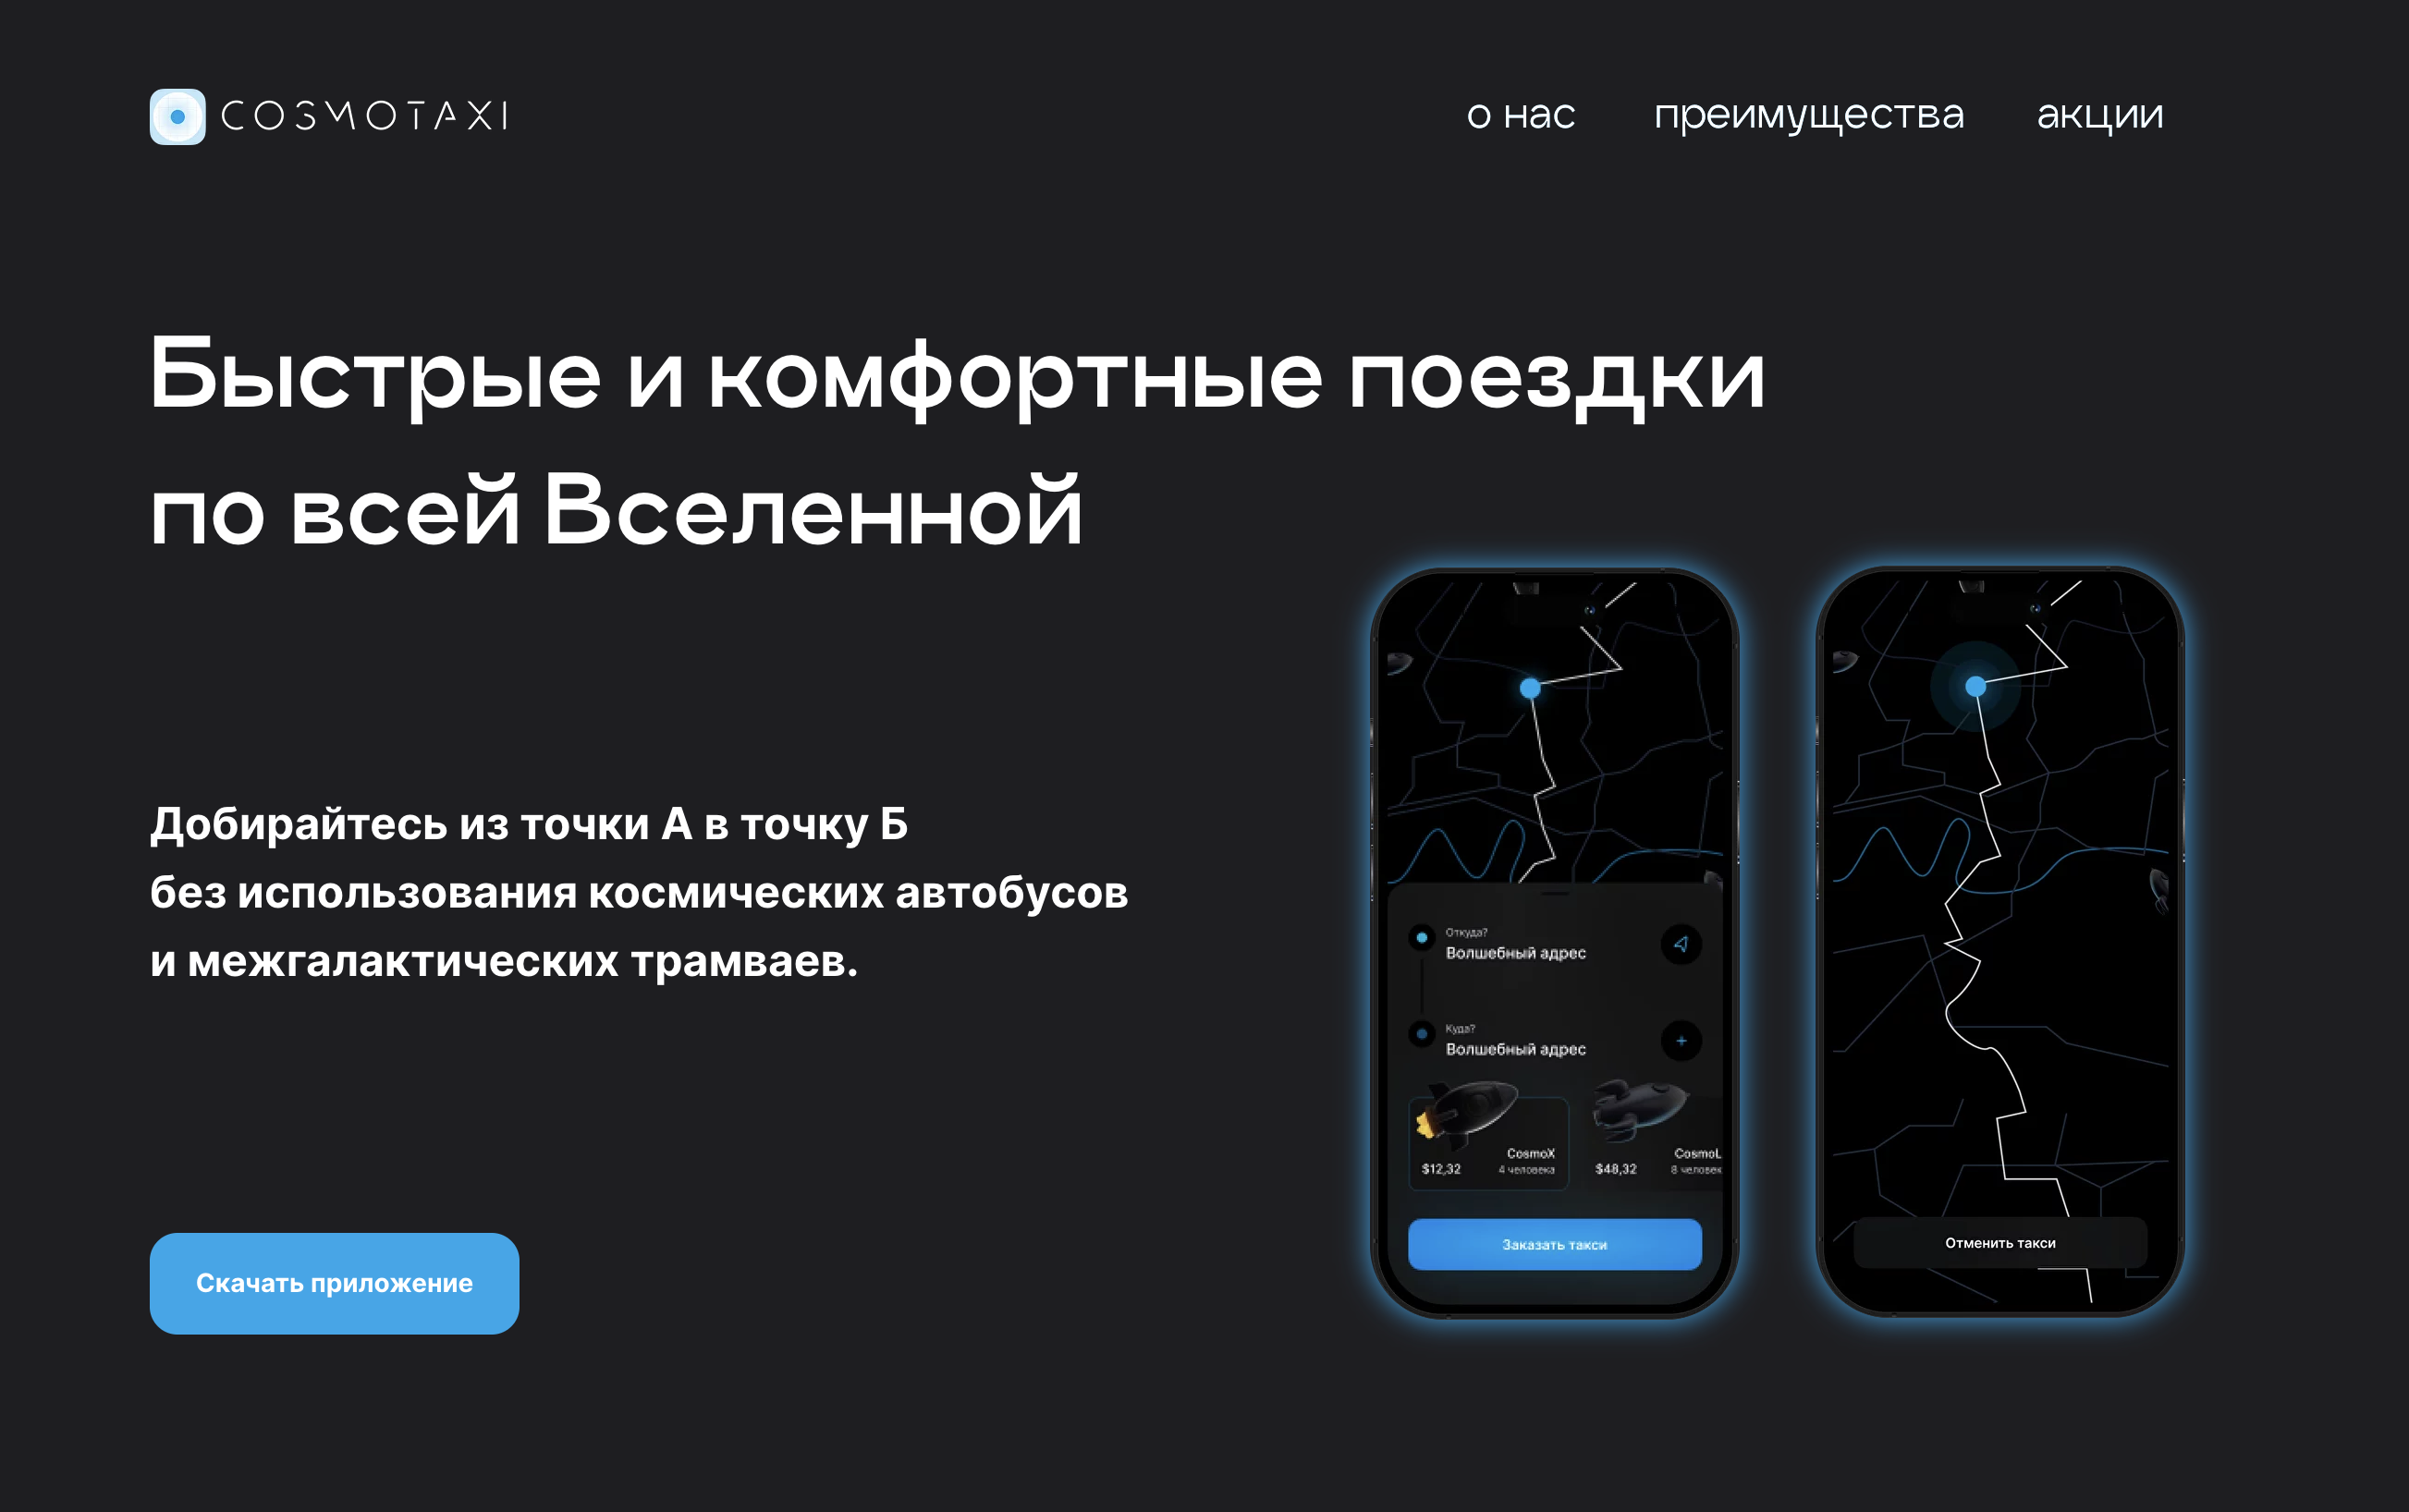 COSMOTAXI
о нас преимущества акции
Быстрые и комфортные поездки
по всей Вселенной
Добирайтесь из точки А в точку Б
без использования космических автобусов
и межгалактических трамваев.
Скачать приложение
Откуда?
Волшебный адрес
Куда?
Волшебный адрес
CosmoX
$12,32 4 человека
CosmoL
$48,32 8 человек
Заказать такси
Отменить такси